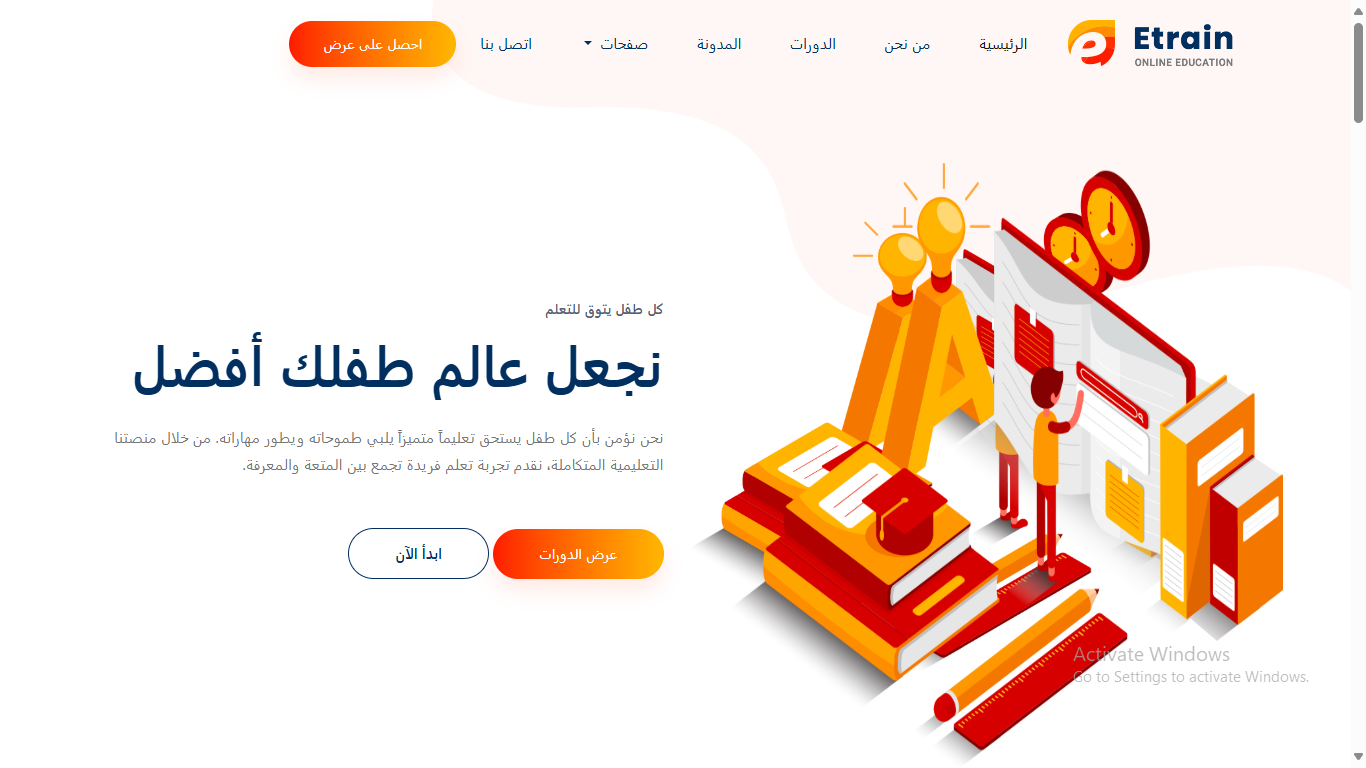 Etrain
ONLINE EDUCATION
الرئيسية
من نحن
الدورات
المدونة
صفحات
اتصل بنا
احصل على عرض
كل طفل يتوق للتعلم
نجعل عالم طفلك أفضل
نحن نؤمن بأن كل طفل يستحق تعليماً متميزاً يلبي طموحاته ويطور مهاراته. من خلال منصتنا
التعليمية المتكاملة، نقدم تجربة تعلم فريدة تجمع بين المتعة والمعرفة.
عرض الدورات
ابدأ الآن
Activate Windows
Go to Settings to activate Windows.